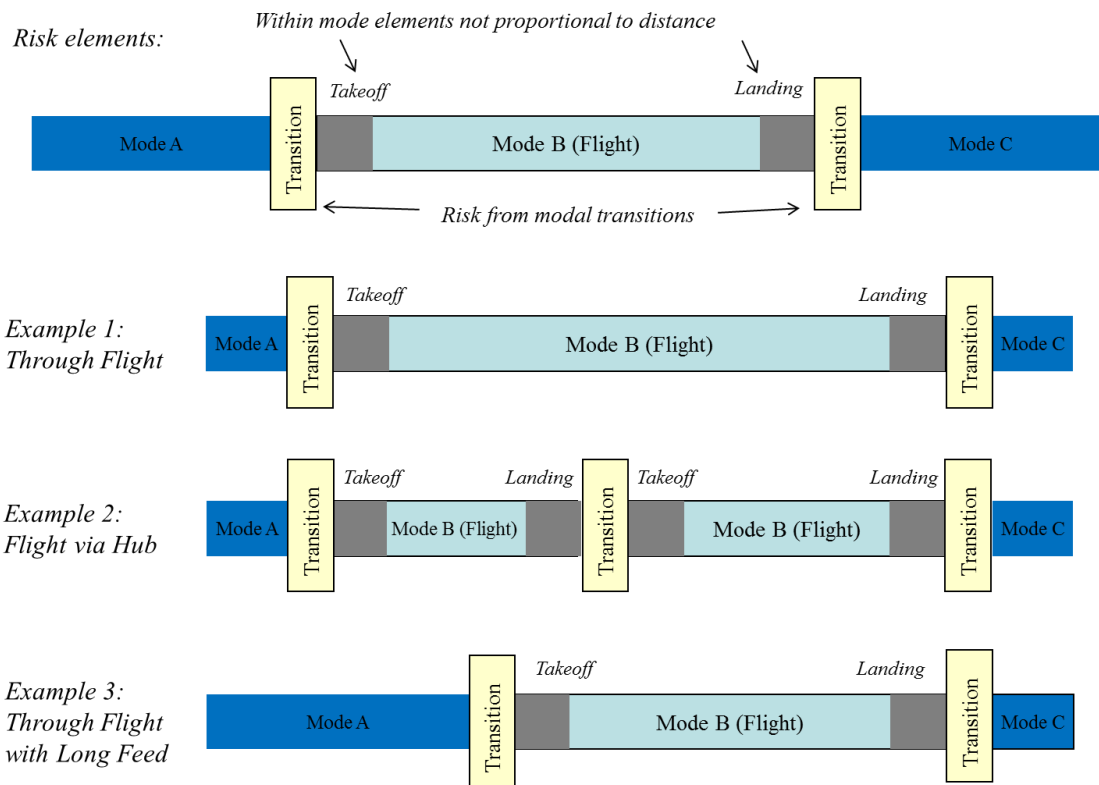 Within mode elements not proportional to distance
Risk elements:
Takeoff
Landing
Mode A
Transition
Mode B (Flight)
Transition
Mode C
Risk from modal transitions
Takeoff
Landing
Example 1:
Through Flight
Mode A
Transition
Mode B (Flight)
Transition
Mode C
Takeoff
Landing
Takeoff
Landing
Example 2:
Flight via Hub
Mode A
Transition
Mode B (Flight)
Transition
Mode B (Flight)
Transition
Mode C
Takeoff
Landing
Example 3:
Through Flight
with Long Feed
Mode A
Transition
Mode B (Flight)
Transition
Mode C